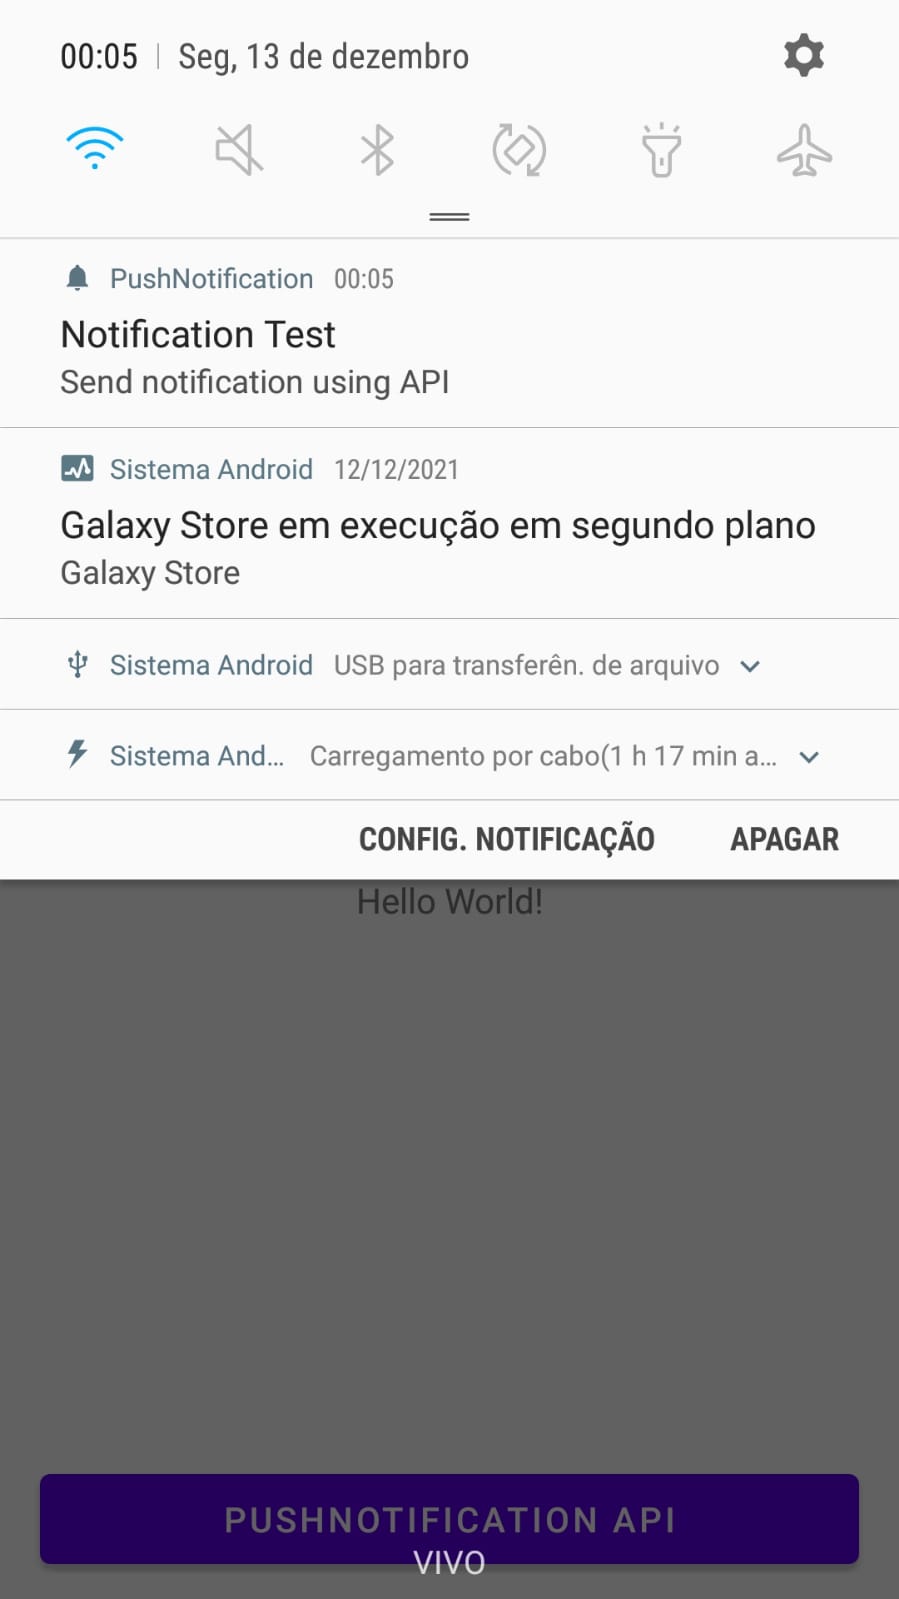 00:05 | Seg, 13 de dezembro
PushNotification 00:05
Notification Test
Send notification using API
Sistema Android 12/12/2021
Galaxy Store em execução em segundo plano
Galaxy Store
Sistema Android USB para transferên. de arquivo
Sistema And... Carregamento por cabo(1 h 17 min a...
CONFIG. NOTIFICAÇÃO APAGAR
Hello World!
PUSHNOTIFICATION API
VIVO